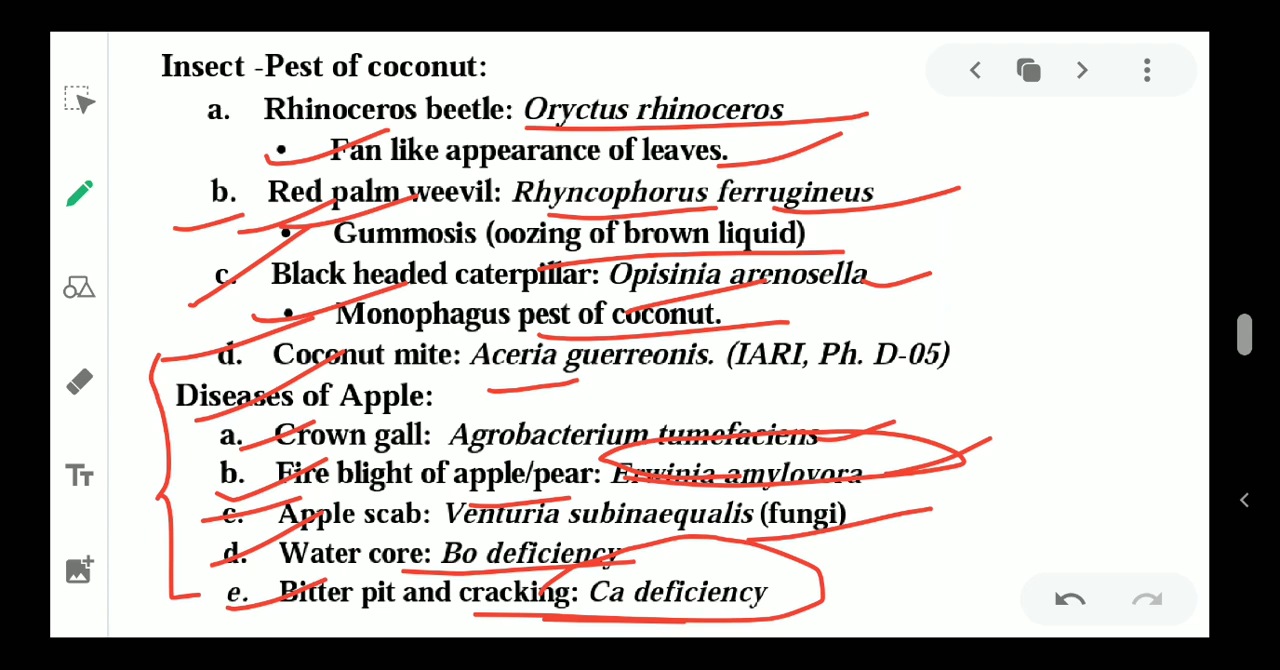 Insect -Pest of coconut:
a. Rhinoceros beetle: Oryctus rhinoceros
• Fan like appearance of leaves.
b. Red palm weevil: Rhyncophorus ferrugineus
• Gummosis (oozing of brown liquid)
c. Black headed caterpillar: Opisinia arenosella
• Monophagus pest of coconut.
d. Coconut mite: Aceria guerreonis. (IARI, Ph. D-05)
Diseases of Apple:
a. Crown gall: Agrobacterium tumefaciens
b. Fire blight of apple/pear: Erwinia amylovora
c. Apple scab: Venturia subinaequalis (fungi)
d. Water core: Bo deficiency
e. Bitter pit and cracking: Ca deficiency
Tт